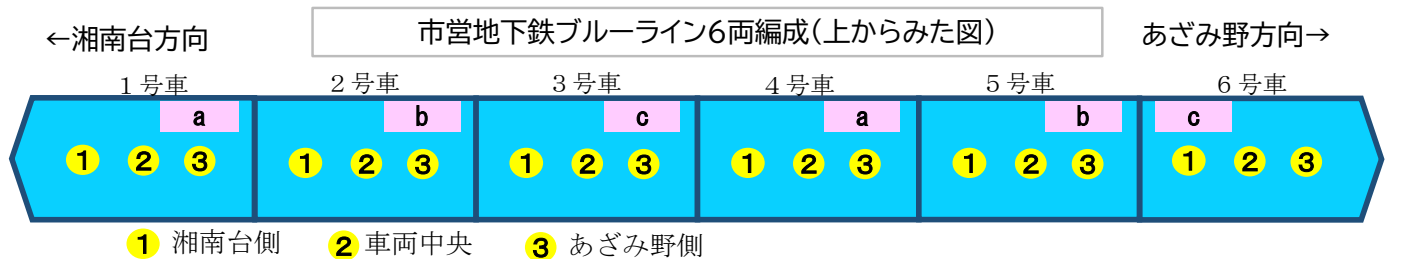 ←湘南台方向 市営地下鉄ブルーライン6両編成(上からみた図) あざみ野方向→
1号車 2号車 3号車 4号車 5号車 6号車
a b c a b c
1 2 3 1 2 3 1 2 3 1 2 3 1 2 3 1 2 3
1 湘南台側 2 車両中央 3 あざみ野側